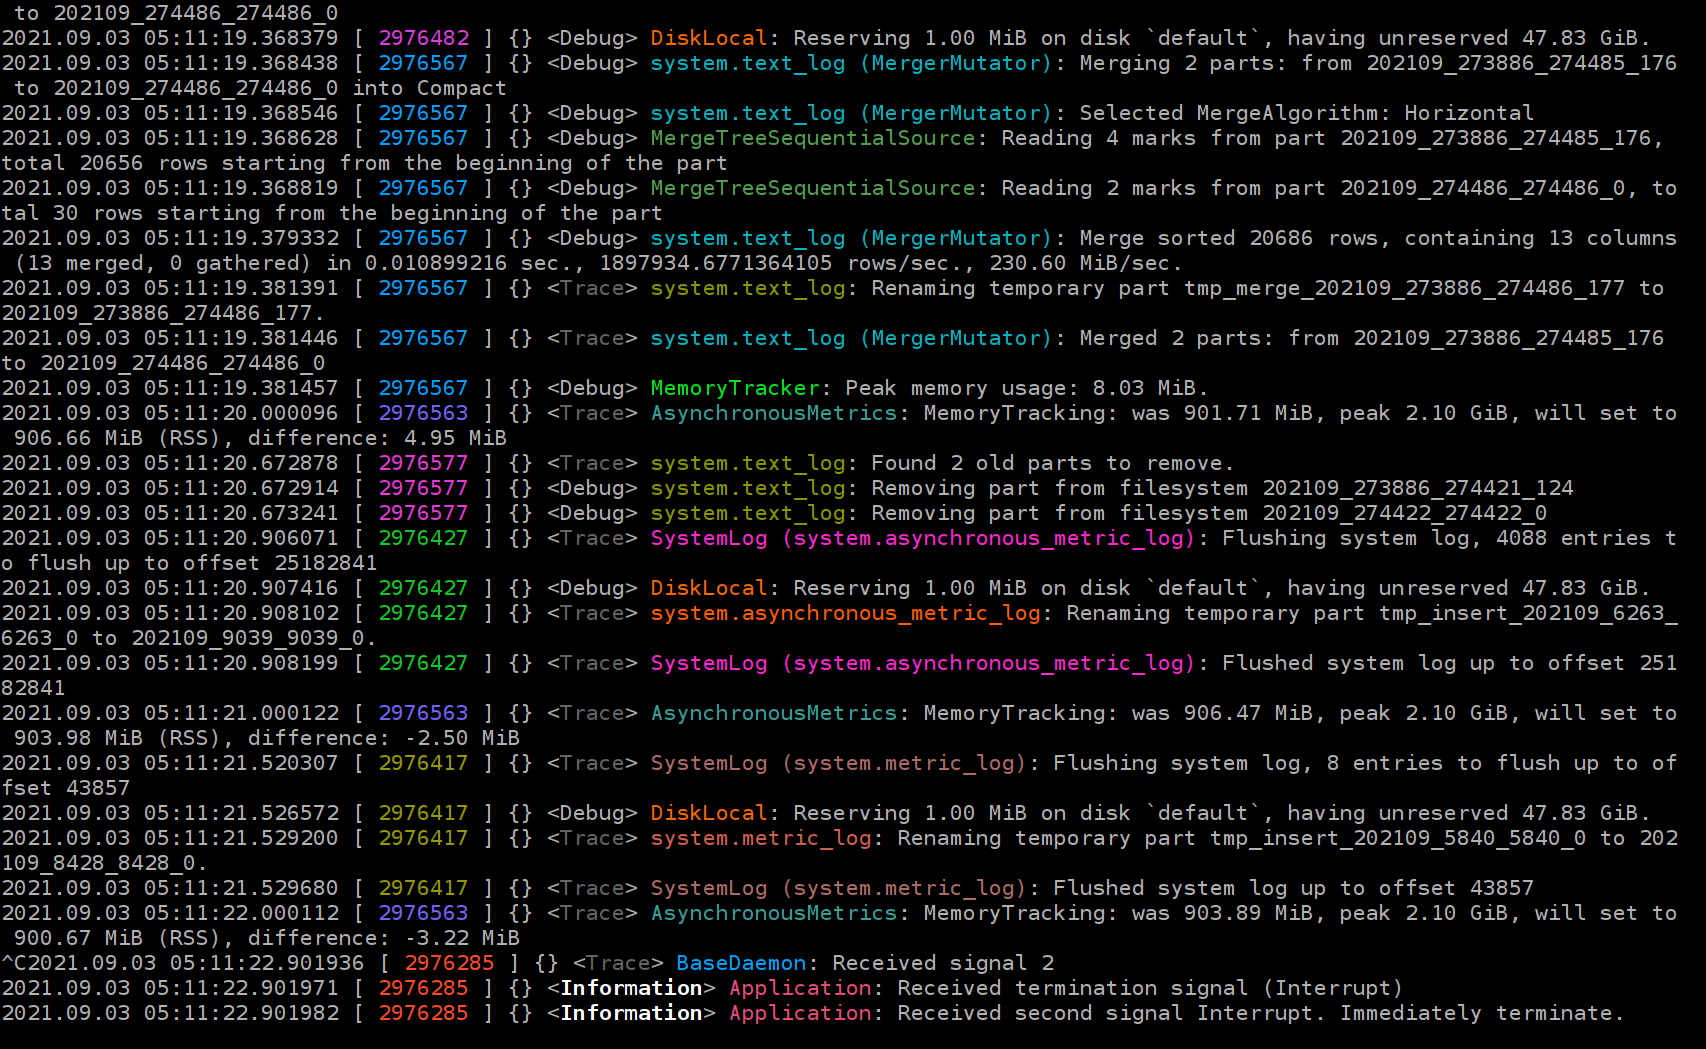 to 202109_274486_274486_0
2021.09.03 05:11:19.368379 [ 2976482 ] {} <Debug> DiskLocal: Reserving 1.00 MiB on disk `default`, having unreserved 47.83 GiB.
2021.09.03 05:11:19.368438 [ 2976567 ] {} <Debug> system.text_log (MergerMutator): Merging 2 parts: from 202109_273886_274485_176
 to 202109_274486_274486_0 into Compact
2021.09.03 05:11:19.368546 [ 2976567 ] {} <Debug> system.text_log (MergerMutator): Selected MergeAlgorithm: Horizontal
2021.09.03 05:11:19.368628 [ 2976567 ] {} <Debug> MergeTreeSequentialSource: Reading 4 marks from part 202109_273886_274485_176,
total 20656 rows starting from the beginning of the part
2021.09.03 05:11:19.368819 [ 2976567 ] {} <Debug> MergeTreeSequentialSource: Reading 2 marks from part 202109_274486_274486_0, to
tal 30 rows starting from the beginning of the part
2021.09.03 05:11:19.379332 [ 2976567 ] {} <Debug> system.text_log (MergerMutator): Merge sorted 20686 rows, containing 13 columns
 (13 merged, 0 gathered) in 0.010899216 sec., 1897934.6771364105 rows/sec., 230.60 MiB/sec.
2021.09.03 05:11:19.381391 [ 2976567 ] {} <Trace> system.text_log: Renaming temporary part tmp_merge_202109_273886_274486_177 to
202109_273886_274486_177.
2021.09.03 05:11:19.381446 [ 2976567 ] {} <Trace> system.text_log (MergerMutator): Merged 2 parts: from 202109_273886_274485_176
to 202109_274486_274486_0
2021.09.03 05:11:19.381457 [ 2976567 ] {} <Debug> MemoryTracker: Peak memory usage: 8.03 MiB.
2021.09.03 05:11:20.000096 [ 2976563 ] {} <Trace> AsynchronousMetrics: MemoryTracking: was 901.71 MiB, peak 2.10 GiB, will set to
 906.66 MiB (RSS), difference: 4.95 MiB
2021.09.03 05:11:20.672878 [ 2976577 ] {} <Trace> system.text_log: Found 2 old parts to remove.
2021.09.03 05:11:20.672914 [ 2976577 ] {} <Debug> system.text_log: Removing part from filesystem 202109_273886_274421_124
2021.09.03 05:11:20.673241 [ 2976577 ] {} <Debug> system.text_log: Removing part from filesystem 202109_274422_274422_0
2021.09.03 05:11:20.906071 [ 2976427 ] {} <Trace> SystemLog (system.asynchronous_metric_log): Flushing system log, 4088 entries t
o flush up to offset 25182841
2021.09.03 05:11:20.907416 [ 2976427 ] {} <Debug> DiskLocal: Reserving 1.00 MiB on disk `default`, having unreserved 47.83 GiB.
2021.09.03 05:11:20.908102 [ 2976427 ] {} <Trace> system.asynchronous_metric_log: Renaming temporary part tmp_insert_202109_6263_
6263_0 to 202109_9039_9039_0.
2021.09.03 05:11:20.908199 [ 2976427 ] {} <Trace> SystemLog (system.asynchronous_metric_log): Flushed system log up to offset 251
82841
2021.09.03 05:11:21.000122 [ 2976563 ] {} <Trace> AsynchronousMetrics: MemoryTracking: was 906.47 MiB, peak 2.10 GiB, will set to
 903.98 MiB (RSS), difference: -2.50 MiB
2021.09.03 05:11:21.520307 [ 2976417 ] {} <Trace> SystemLog (system.metric_log): Flushing system log, 8 entries to flush up to of
fset 43857
2021.09.03 05:11:21.526572 [ 2976417 ] {} <Debug> DiskLocal: Reserving 1.00 MiB on disk `default`, having unreserved 47.83 GiB.
2021.09.03 05:11:21.529200 [ 2976417 ] {} <Trace> system.metric_log: Renaming temporary part tmp_insert_202109_5840_5840_0 to 202
109_8428_8428_0.
2021.09.03 05:11:21.529680 [ 2976417 ] {} <Trace> SystemLog (system.metric_log): Flushed system log up to offset 43857
2021.09.03 05:11:22.000112 [ 2976563 ] {} <Trace> AsynchronousMetrics: MemoryTracking: was 903.89 MiB, peak 2.10 GiB, will set to
 900.67 MiB (RSS), difference: -3.22 MiB
^C2021.09.03 05:11:22.901936 [ 2976285 ] {} <Trace> BaseDaemon: Received signal 2
2021.09.03 05:11:22.901971 [ 2976285 ] {} <Information> Application: Received termination signal (Interrupt)
2021.09.03 05:11:22.901982 [ 2976285 ] {} <Information> Application: Received second signal Interrupt. Immediately terminate.